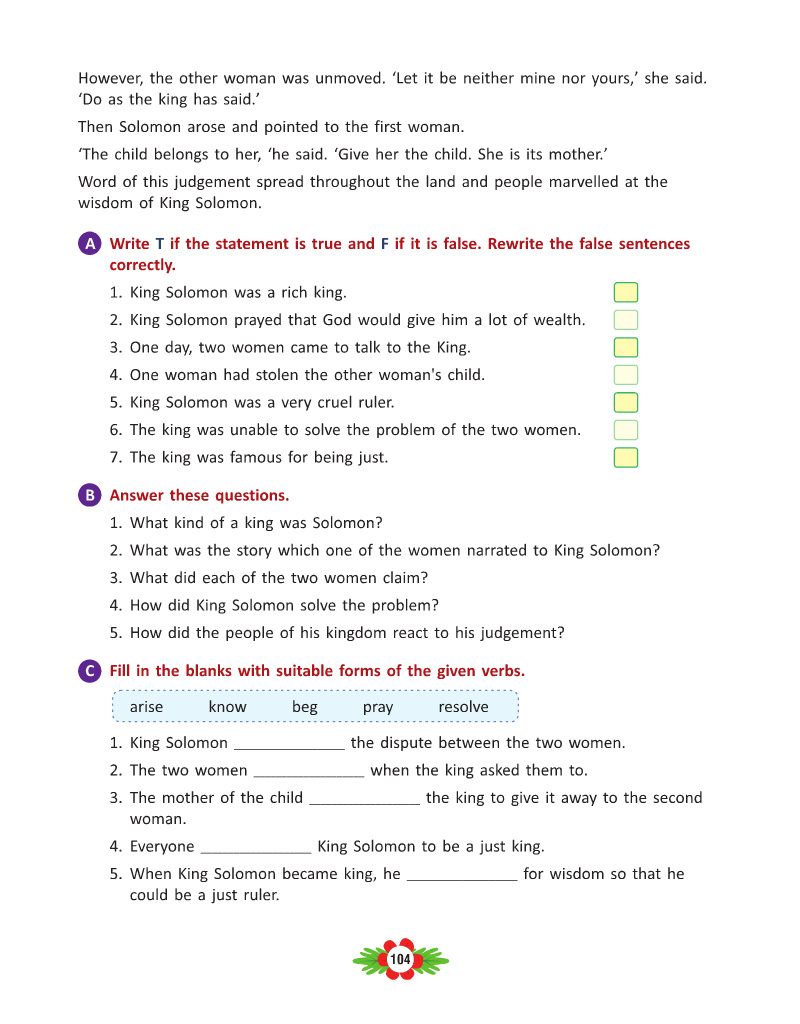 However, the other woman was unmoved. ‘Let it be neither mine nor yours,’ she said.
‘Do as the king has said.’
Then Solomon arose and pointed to the first woman.
‘The child belongs to her, ‘he said. ‘Give her the child. She is its mother.’
Word of this judgement spread throughout the land and people marvelled at the
wisdom of King Solomon.
A Write T if the statement is true and F if it is false. Rewrite the false sentences
correctly.
1. King Solomon was a rich king.
2. King Solomon prayed that God would give him a lot of wealth.
3. One day, two women came to talk to the King.
4. One woman had stolen the other woman's child.
5. King Solomon was a very cruel ruler.
6. The king was unable to solve the problem of the two women.
7. The king was famous for being just.
B Answer these questions.
1. What kind of a king was Solomon?
2. What was the story which one of the women narrated to King Solomon?
3. What did each of the two women claim?
4. How did King Solomon solve the problem?
5. How did the people of his kingdom react to his judgement?
C Fill in the blanks with suitable forms of the given verbs.
arise know beg pray resolve
1. King Solomon _____________ the dispute between the two women.
2. The two women _____________ when the king asked them to.
3. The mother of the child _____________ the king to give it away to the second
woman.
4. Everyone _____________ King Solomon to be a just king.
5. When King Solomon became king, he _____________ for wisdom so that he
could be a just ruler.
104